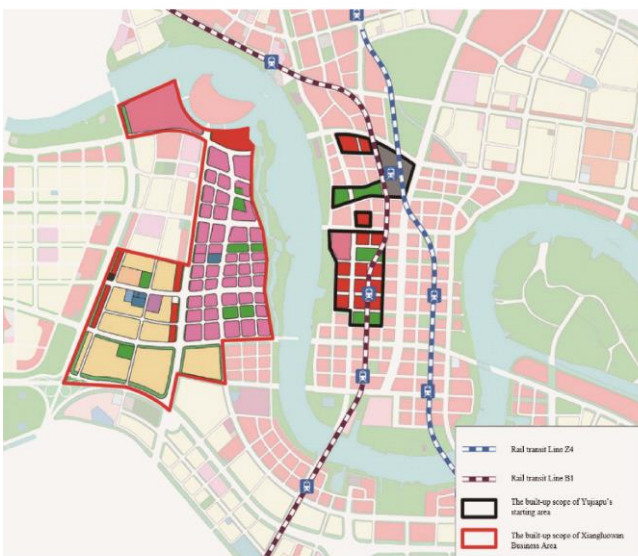 Rail transit Line Z4
Rail transit Line B1
The built-up scope of Yujiapu's
starting area
The built-up scope of Xiangluowan
Business Area